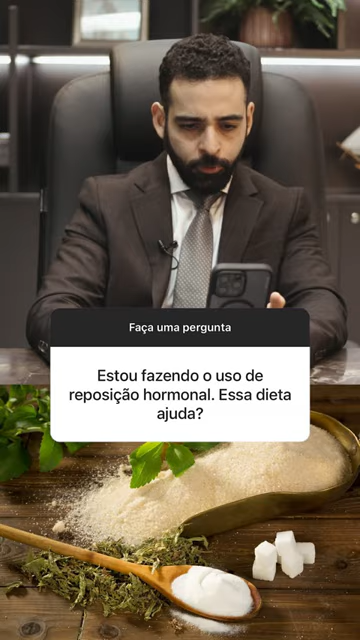 Faça uma pergunta
Estou fazendo o uso de
reposição hormonal. Essa dieta
ajuda?